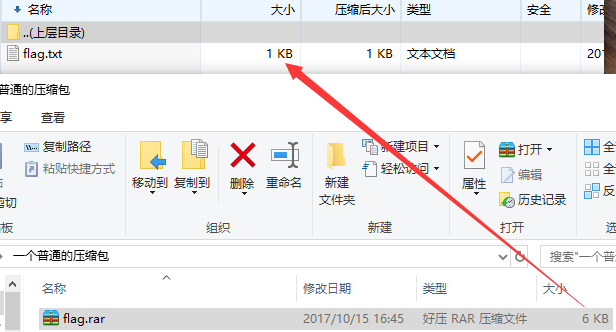 名称 大小 压缩后大小 类型 安全 修改
..(上层目录)
flag.txt 1 KB 1 KB 文本文档 201
普通的压缩包
享 查看
复制路径
粘贴快捷方式
剪切
移动到 复制到 删除 重命名
新建
文件夹
新建项目
轻松访问
属性
打开
编辑
历史记录
全
全
反
板 组织 新建 打开 选
一个普通的压缩包
搜索"一个普
名称 修改日期 类型 大小
flag.rar 2017/10/15 16:45 好压 RAR 压缩文件 6 KB